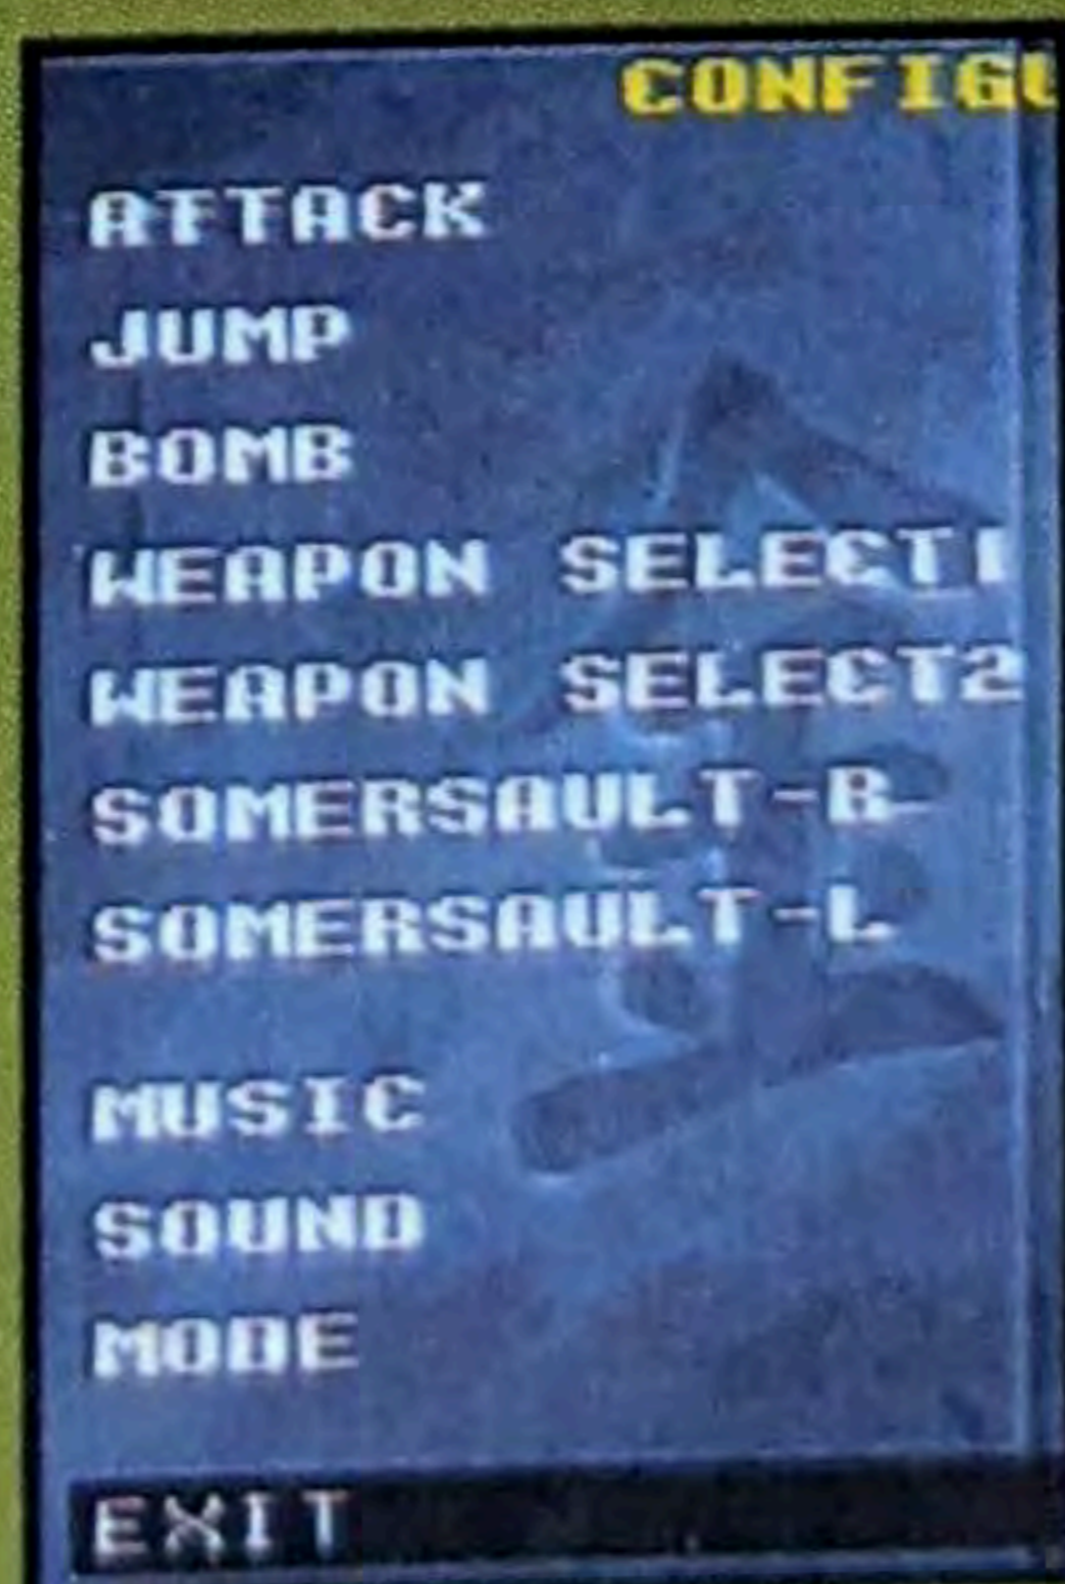 CONFIGU
ATTACK
JUMP
BOMB
WEAPON SELECT1
WEAPON SELECT2
SOMERSAULT-R
SOMERSAULT-L
MUSIC
SOUND
MODE
EXIT